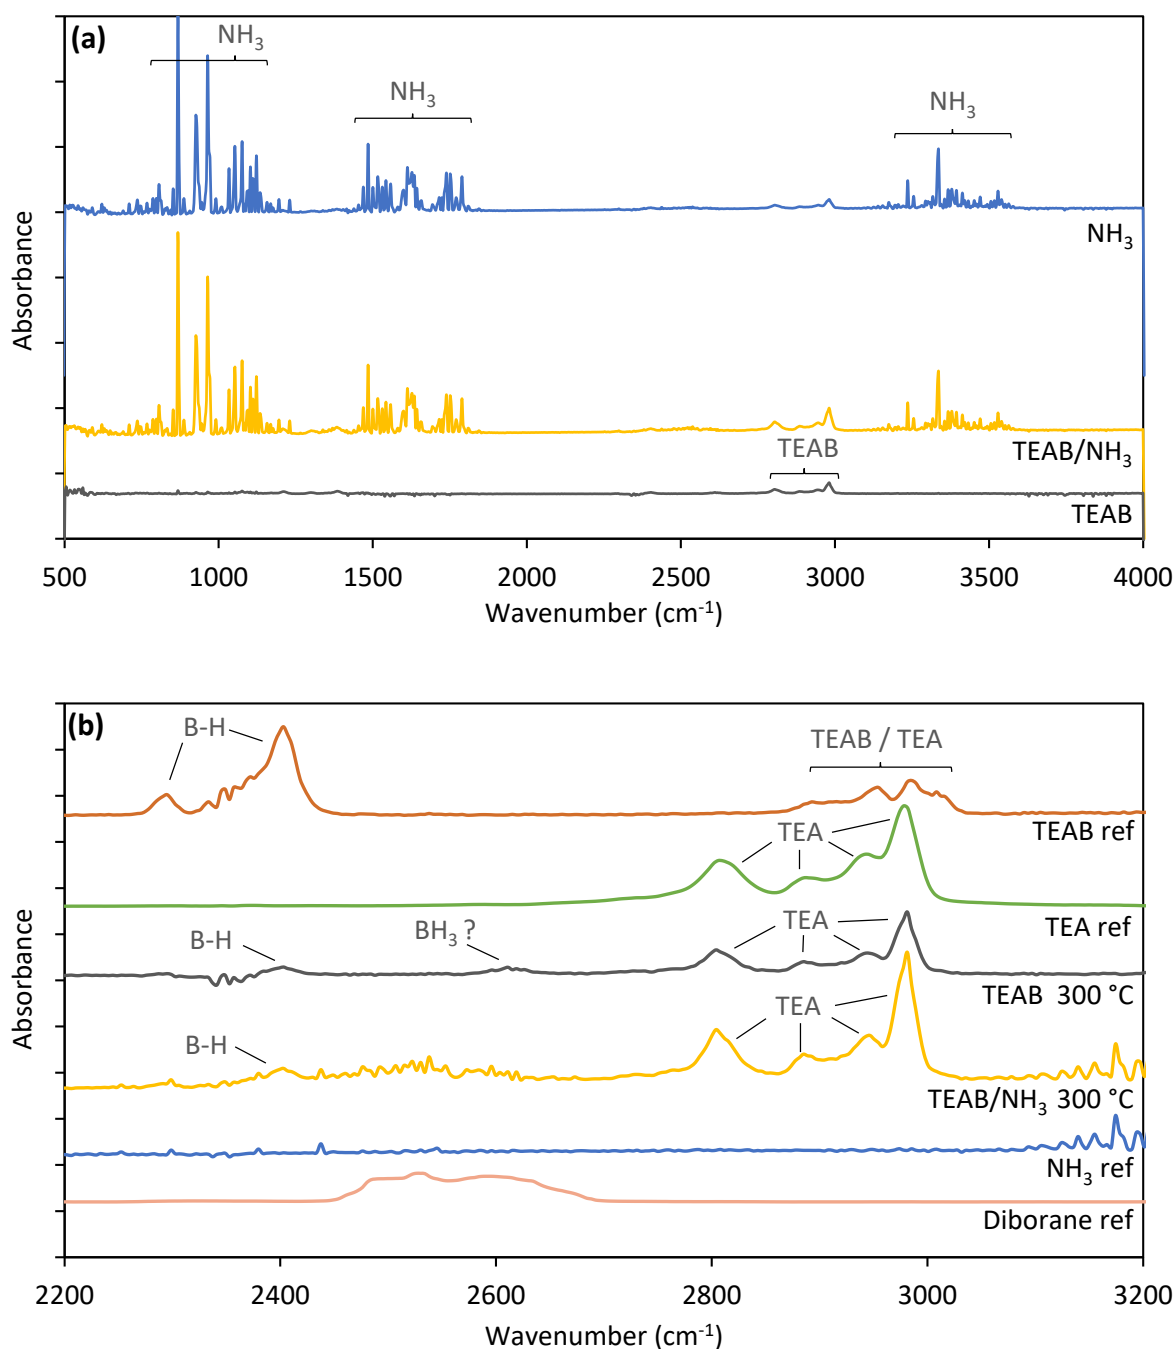 (a)
NH₃
NH₃
NH₃
NH₃
TEAB/NH₃
TEAB
TEAB
Absorbance
500 1000 1500 2000 2500 3000 3500 4000
Wavenumber (cm⁻¹)
(b)
B-H
TEAB / TEA
TEAB ref
TEA
TEA ref
B-H
BH₃ ?
TEA
TEAB 300 °C
B-H
TEA
TEAB/NH₃ 300 °C
NH₃ ref
Diborane ref
Absorbance
2200 2400 2600 2800 3000 3200
Wavenumber (cm⁻¹)